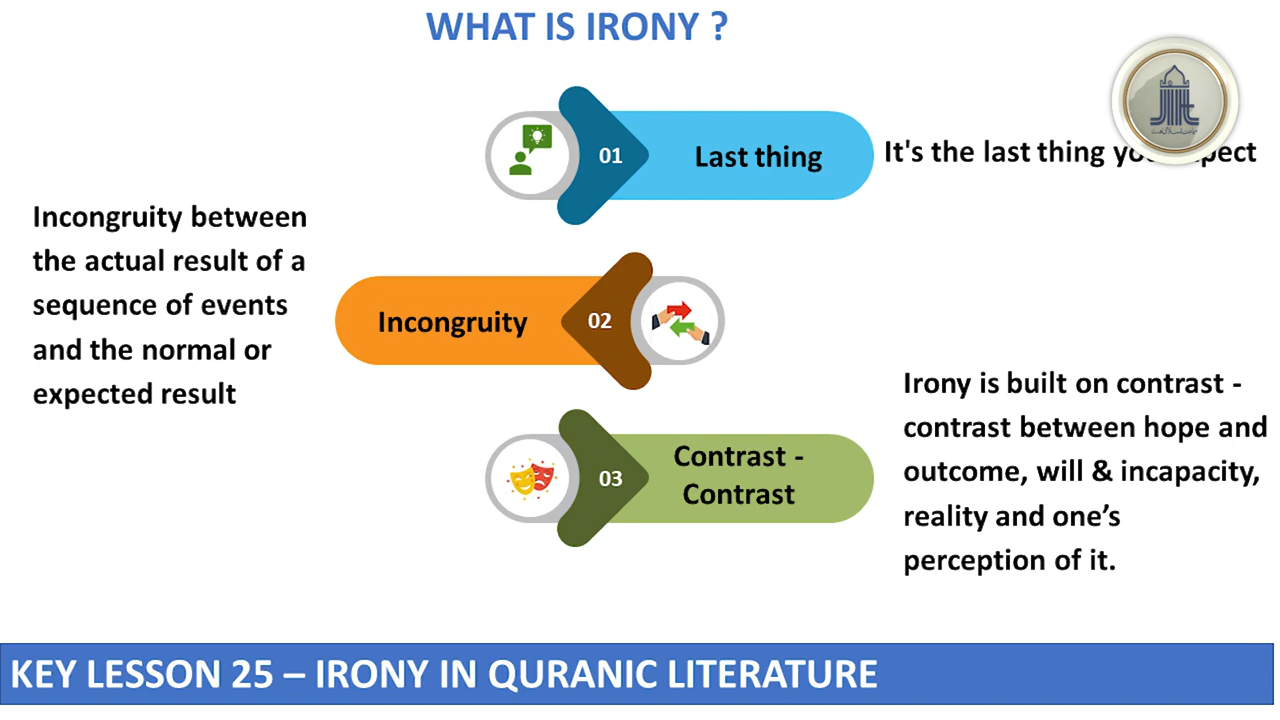 WHAT IS IRONY ?
01
Last thing
It's the last thing
Incongruity between
the actual result of a
sequence of events
and the normal or
expected result
Incongruity
02
03
Contrast -
Contrast
Irony is built on contrast -
contrast between hope and
outcome, will & incapacity,
reality and one's
perception of it.
KEY LESSON 25 – IRONY IN QURANIC LITERATURE